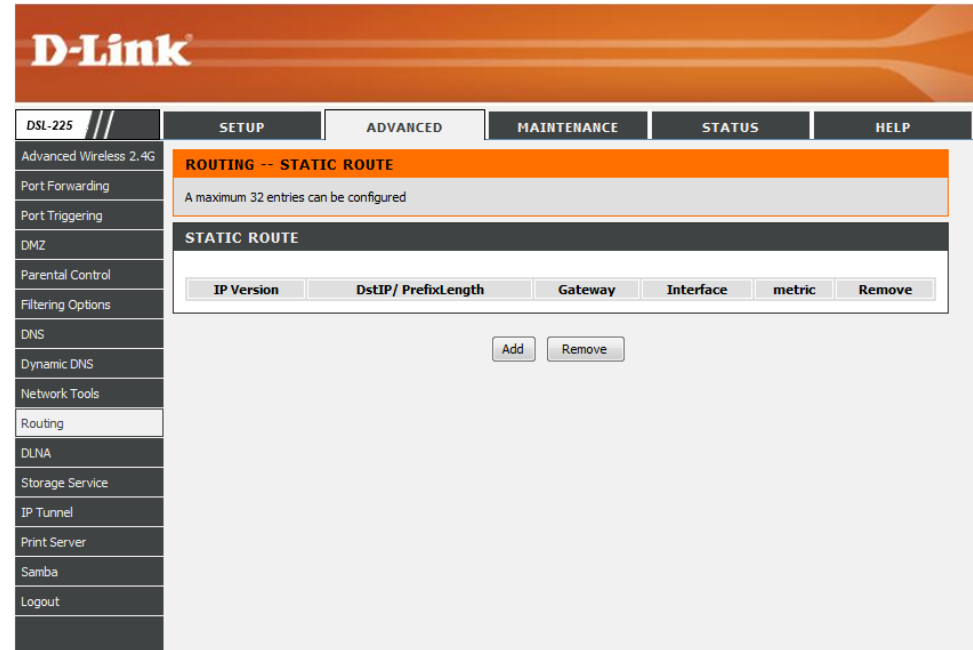 D-Link
DSL-225
SETUP
ADVANCED
MAINTENANCE
STATUS
HELP
Advanced Wireless 2.4G
Port Forwarding
Port Triggering
DMZ
Parental Control
Filtering Options
DNS
Dynamic DNS
Network Tools
Routing
DLNA
Storage Service
IP Tunnel
Print Server
Samba
Logout
ROUTING -- STATIC ROUTE
A maximum 32 entries can be configured
STATIC ROUTE
IP Version DstIP/ PrefixLength Gateway Interface metric Remove
Add Remove